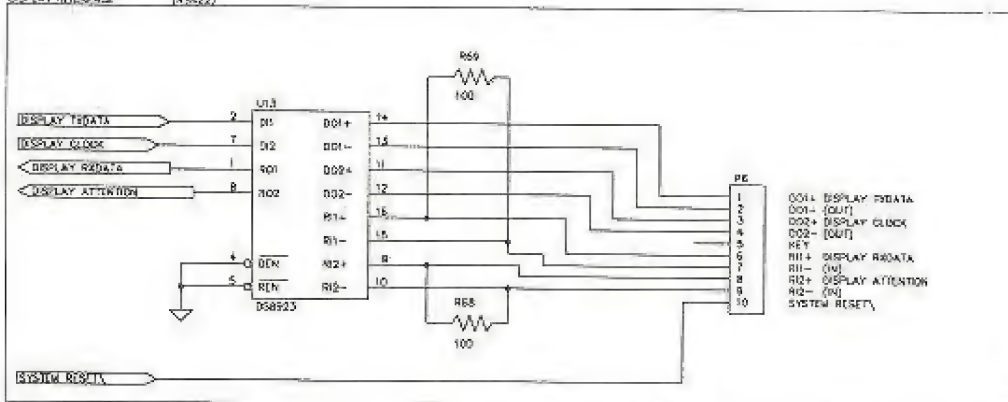 (RS422)
R69
100
U13
DISPLAY TXDATA
2
DI1
DO1+
14
DISPLAY CLOCK
7
DI2
DO1-
13
DISPLAY RXDATA
1
RO1
DO2+
11
DISPLAY ATTENTION
8
RO2
DO2-
12
RI1+
16
RI1-
15
4
DEN
RI2+
9
5
REN
RI2-
10
DS8923
R68
100
P6
1
DO1+ DISPLAY TXDATA
2
DO1- (OUT)
3
DO2+ DISPLAY CLOCK
4
DO2- (OUT)
5
KEY
6
RI1+ DISPLAY RXDATA
7
RI1- (IN)
8
RI2+ DISPLAY ATTENTION
9
RI2- (IN)
10
SYSTEM RESET\
SYSTEM RESET\